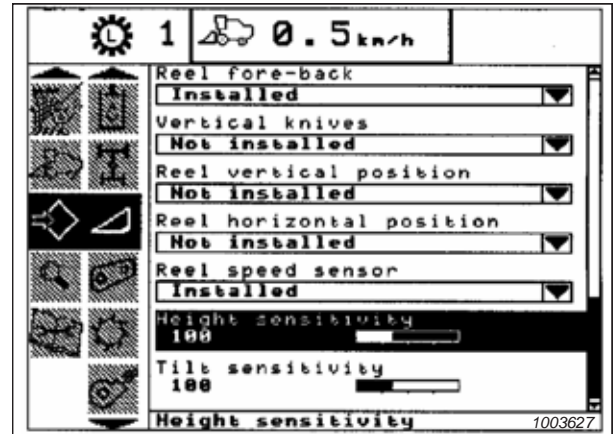 L 1 0.5km/h
Reel fore-back
Installed
Vertical knives
Not installed
Reel vertical position
Not installed
Reel horizontal position
Not installed
Reel speed sensor
Installed
Height sensitivity
100
Tilt sensitivity
100
Height sensitivity
1003627